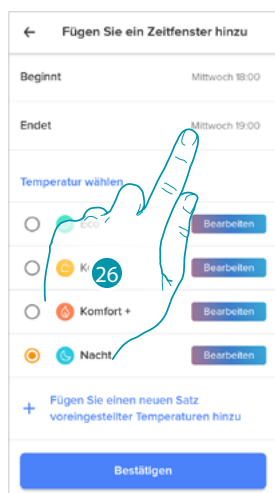 Fügen Sie ein Zeitfenster hinzu
Beginnt Mittwoch 18:00
Endet Mittwoch 19:00
Temperatur wählen
Eco Bearbeiten
26 Bearbeiten
Komfort + Bearbeiten
Nacht Bearbeiten
+ Fügen Sie einen neuen Satz
voreingestellter Temperaturen hinzu
Bestätigen